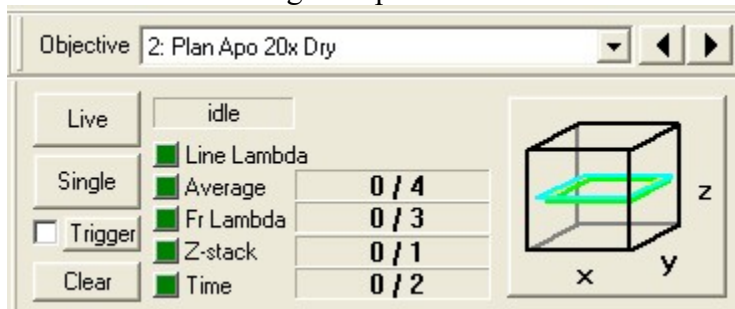 Objective 2: Plan Apo 20x Dry
Live idle
Line Lambda
Single Average 0 / 4
Trigger Fr Lambda 0 / 3
Z-stack 0 / 1
Clear Time 0 / 2
z
x y